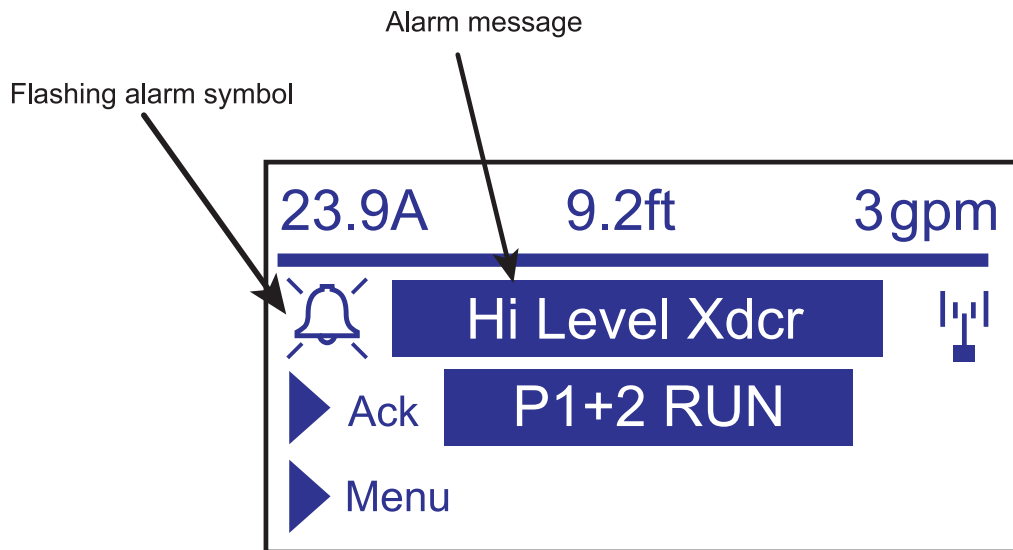 Alarm message
Flashing alarm symbol
23.9A 9.2ft 3gpm
Hi Level Xdcr
Ack P1+2 RUN
Menu